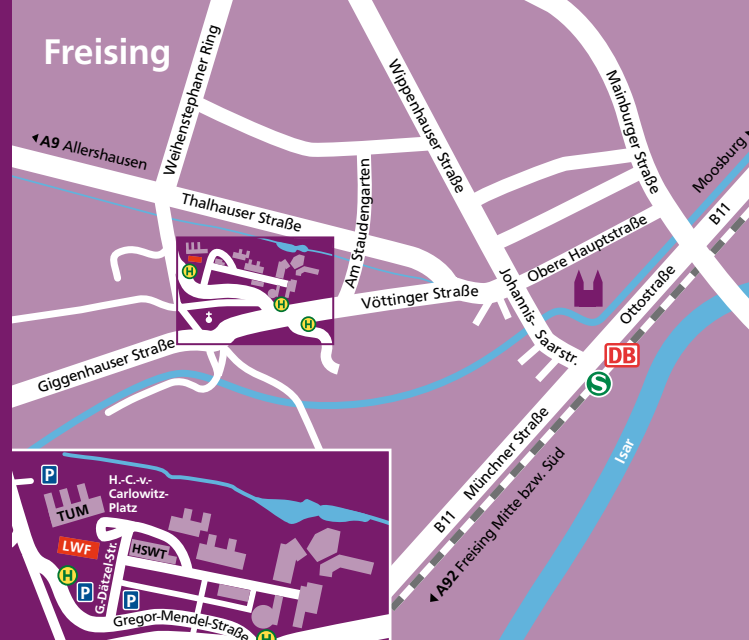 Freising
Weihenstephaner Ring
Wippenhauser Straße
Mainburger Straße
A9 Allershausen
Moosburg
B11
Thalhauser Straße
Am Staudengarten
Obere Hauptstraße
H
H
H
Vöttinger Straße
Johannis-
Ottostraße
Saarstr.
DB
S
Giggenhauser Straße
Münchner Straße
Isar
B11
A92 Freising Mitte bzw. Süd
P
H.-C.-v.-
Carlowitz-
Platz
TUM
LWF
HSWT
G.-Dätzel-Str.
H
P
P
Gregor-Mendel-Straße
H